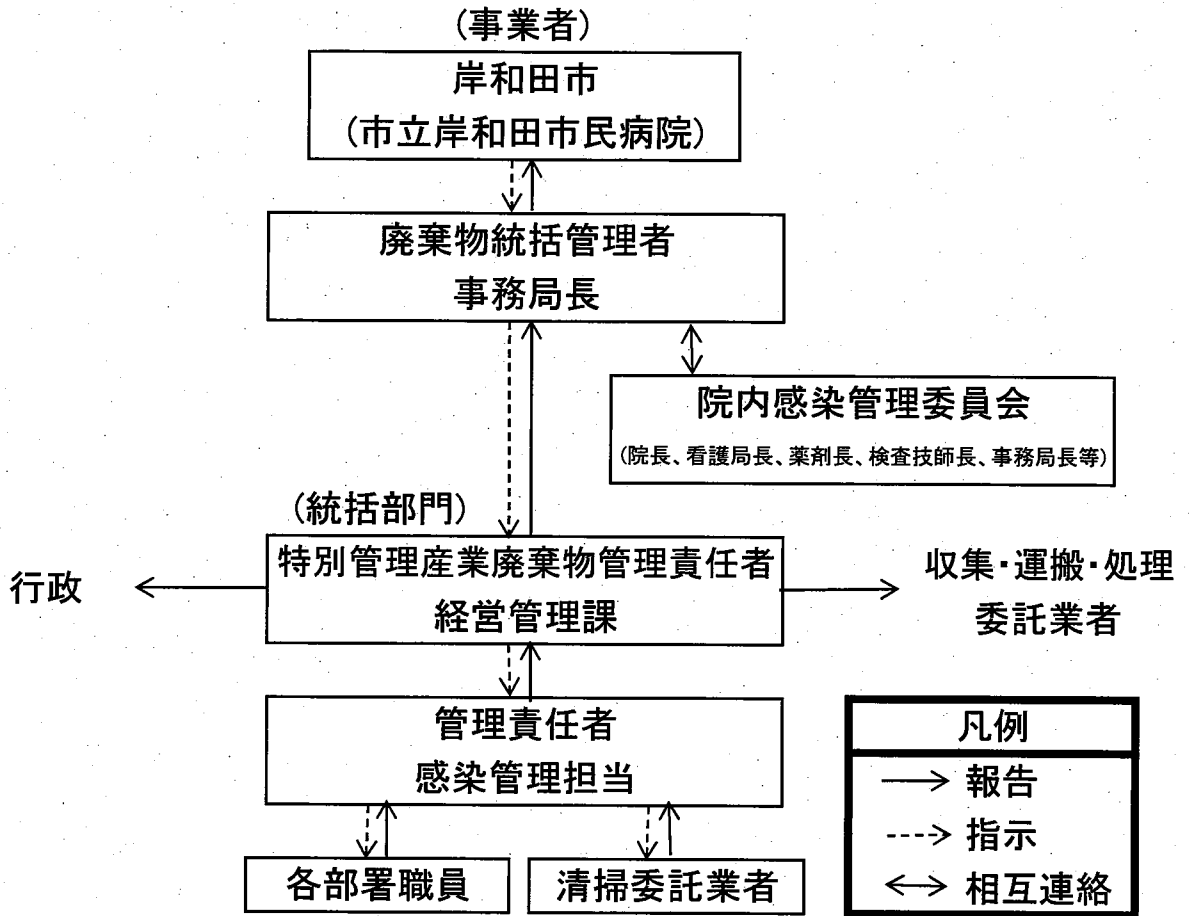 (事業者)
岸和田市
(市立岸和田市民病院)
廃棄物統括管理者
事務局長
院内感染管理委員会
(院長、看護局長、薬剤長、検査技師長、事務局長等)
(統括部門)
特別管理産業廃棄物管理責任者
経営管理課
行政
収集・運搬・処理
委託業者
管理責任者
感染管理担当
各部署職員
清掃委託業者
凡例
報告
指示
相互連絡